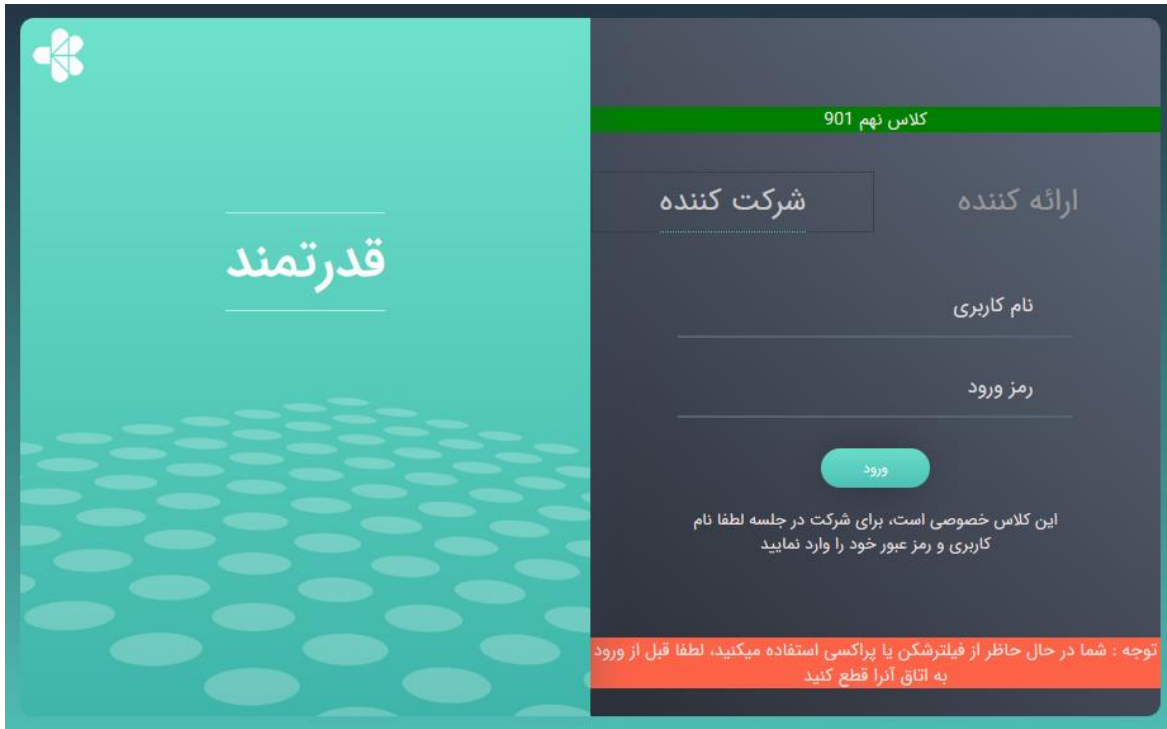 کلاس نهم 901
ارائه کننده
شرکت کننده
نام کاربری
رمز ورود
ورود
این کلاس خصوصی است، برای شرکت در جلسه لطفا نام
کاربری و رمز عبور خود را وارد نمایید
توجه : شما در حال حاظر از فیلترشکن یا پراکسی استفاده میکنید، لطفا قبل از ورود
به اتاق آنرا قطع کنید
قدرتمند